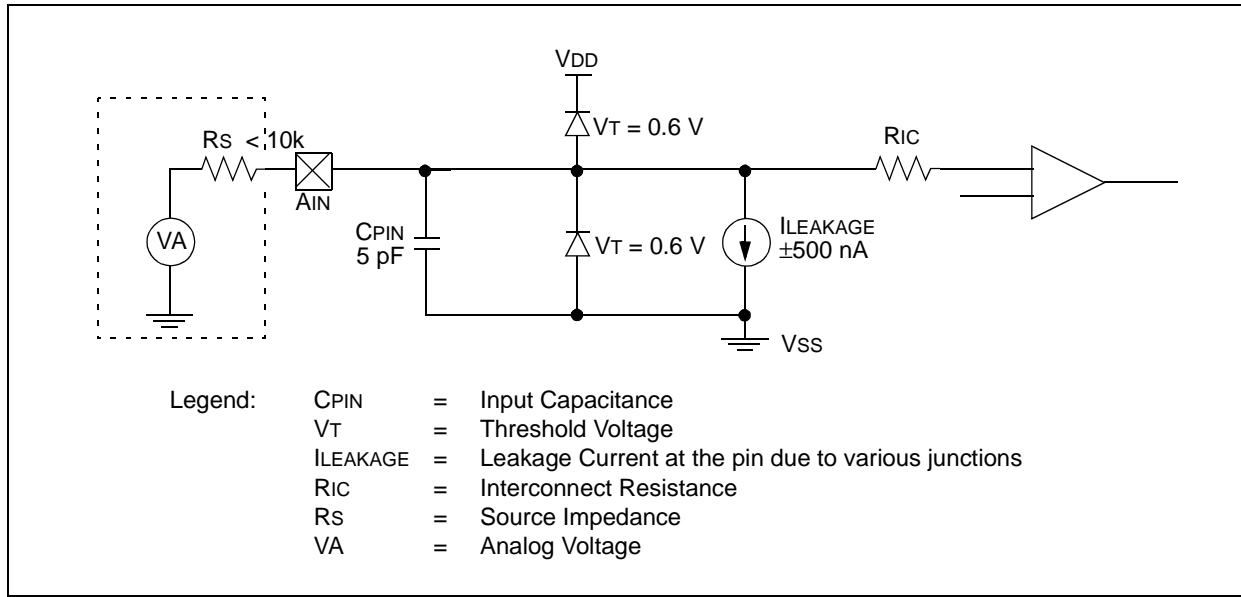 VDD
VT = 0.6 V
RS < 10k
RIC
AIN
VA
CPIN
5 pF
VT = 0.6 V
ILEAKAGE
±500 nA
VSS
Legend:
CPIN = Input Capacitance
VT = Threshold Voltage
ILEAKAGE = Leakage Current at the pin due to various junctions
RIC = Interconnect Resistance
RS = Source Impedance
VA = Analog Voltage